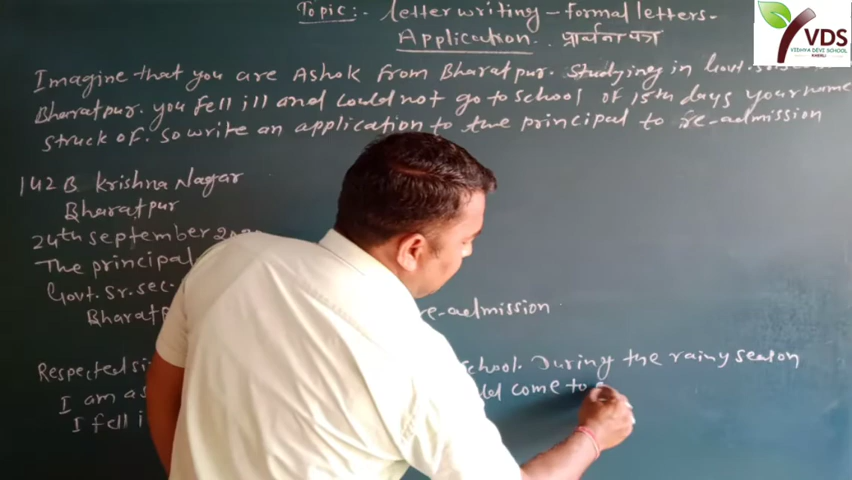 Topic:- letter writing - formal letters-
Application. प्रार्थना पत्र
VDS
VIDHYA DEVI SCHOOL
Imagine that you are Ashok from Bharatpur. Studying in Govt.
Bharatpur. you fell ill and could not go to school of 15th days your name
struck of. So write an application to the principal to re-admission
142 B Krishna Nagar
Bharatpur
24th september
The principal
Govt. Sr. sec.
re-admission
Respected school. During the rainy season
I am come to
I fell